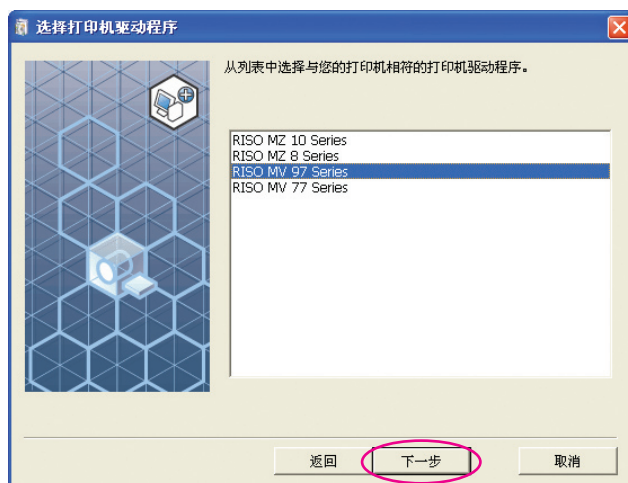 选择打印机驱动程序
从列表中选择与您的打印机相符的打印机驱动程序。
RISO MZ 10 Series
RISO MZ 8 Series
RISO MV 97 Series
RISO MV 77 Series
返回
下一步
取消